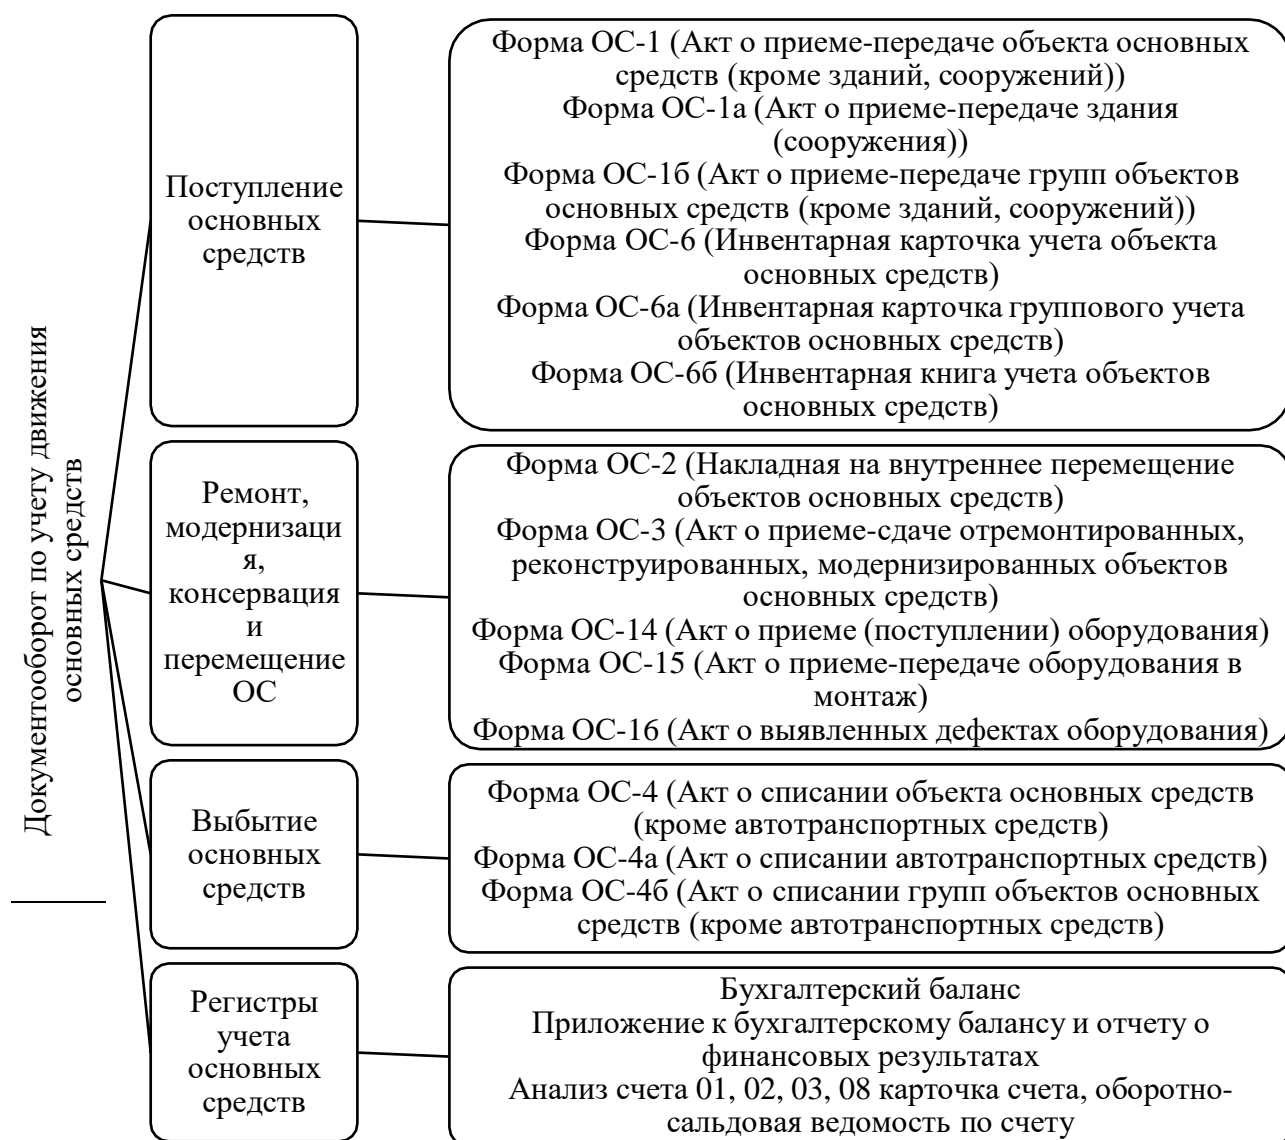 Документооборот по учету движения
основных средств
Поступление
основных
средств
Форма ОС-1 (Акт о приеме-передаче объекта основных
средств (кроме зданий, сооружений))
Форма ОС-1а (Акт о приеме-передаче здания
(сооружения))
Форма ОС-1б (Акт о приеме-передаче групп объектов
основных средств (кроме зданий, сооружений))
Форма ОС-6 (Инвентарная карточка учета объекта
основных средств)
Форма ОС-6а (Инвентарная карточка группового учета
объектов основных средств)
Форма ОС-6б (Инвентарная книга учета объектов
основных средств)
Ремонт,
модернизаци
я,
консервация
и
перемещение
ОС
Форма ОС-2 (Накладная на внутреннее перемещение
объектов основных средств)
Форма ОС-3 (Акт о приеме-сдаче отремонтированных,
реконструированных, модернизированных объектов
основных средств)
Форма ОС-14 (Акт о приеме (поступлении) оборудования)
Форма ОС-15 (Акт о приеме-передаче оборудования в
монтаж)
Форма ОС-16 (Акт о выявленных дефектах оборудования)
Выбытие
основных
средств
Форма ОС-4 (Акт о списании объекта основных средств
(кроме автотранспортных средств)
Форма ОС-4а (Акт о списании автотранспортных средств)
Форма ОС-4б (Акт о списании групп объектов основных
средств (кроме автотранспортных средств)
Регистры
учета
основных
средств
Бухгалтерский баланс
Приложение к бухгалтерскому балансу и отчету о
финансовых результатах
Анализ счета 01, 02, 03, 08 карточка счета, оборотно-
сальдовая ведомость по счету